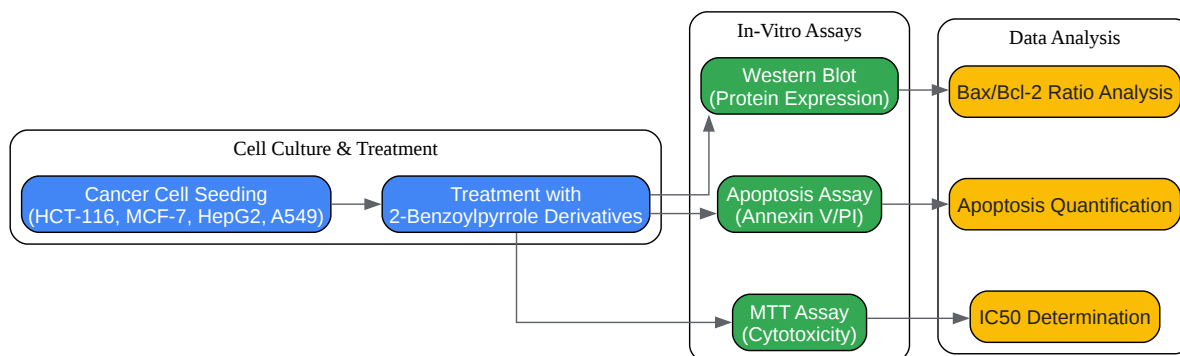 Cell Culture & Treatment
Cancer Cell Seeding
(HCT-116, MCF-7, HepG2, A549)
Treatment with
2-Benzoylpyrrole Derivatives
In-Vitro Assays
Western Blot
(Protein Expression)
Apoptosis Assay
(Annexin V/PI)
MTT Assay
(Cytotoxicity)
Data Analysis
Bax/Bcl-2 Ratio Analysis
Apoptosis Quantification
IC50 Determination